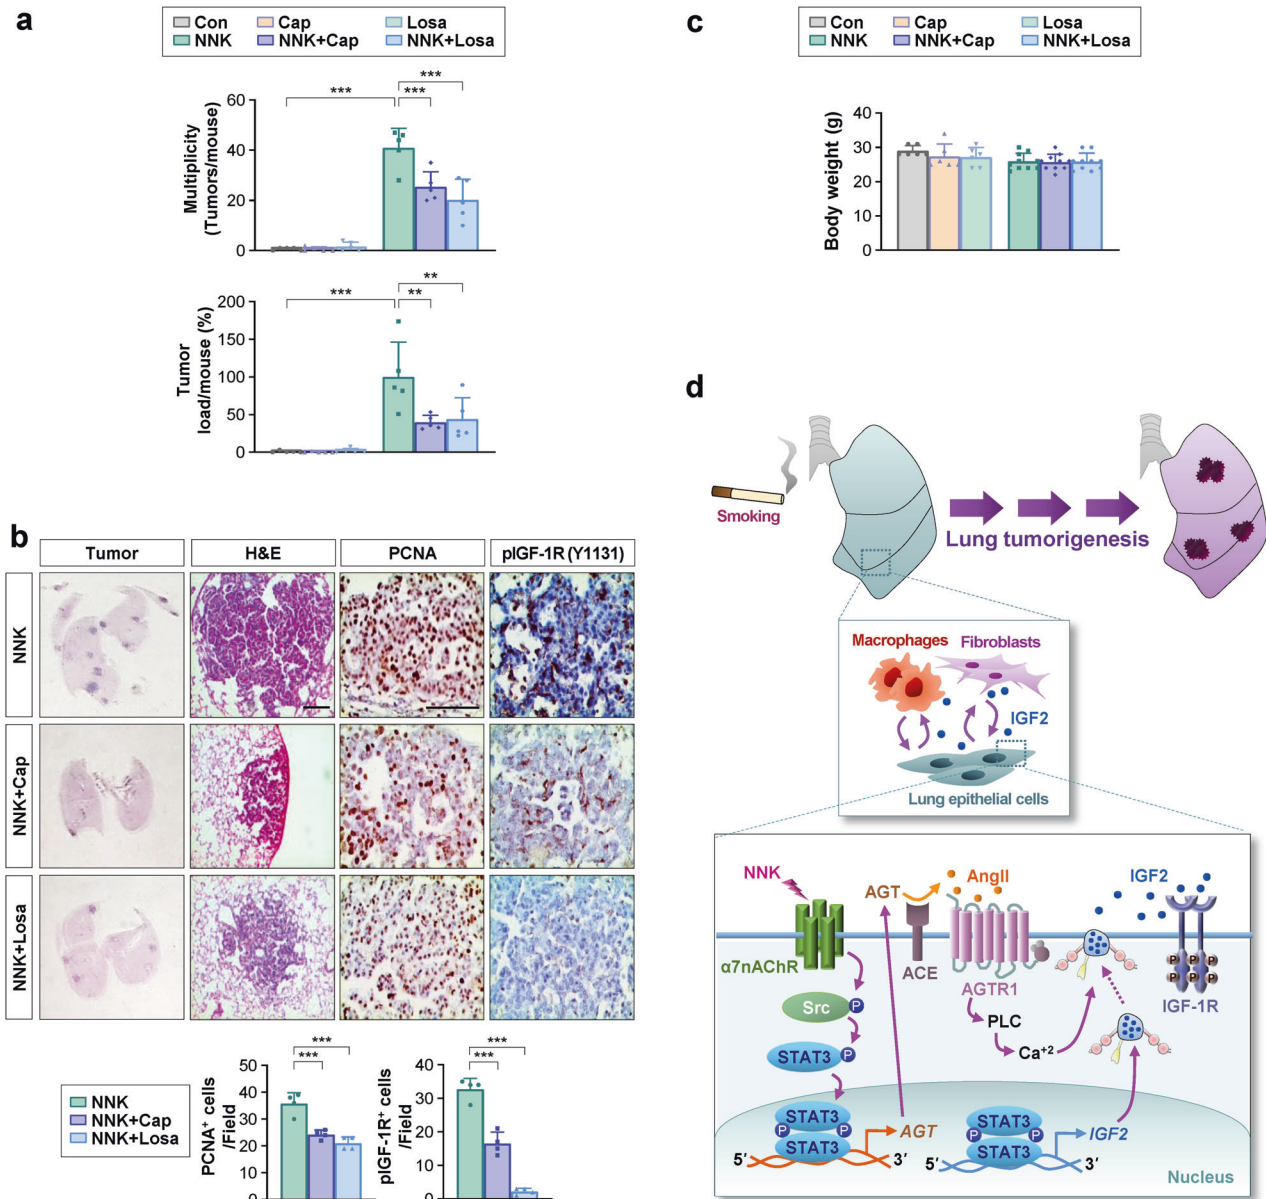 a
Con
Cap
Losa
NNK
NNK+Cap
NNK+Losa
Multiplicity
(Tumors/mouse)
60
40
20
0
***
***
***
Tumor
load/mouse (%)
200
150
100
50
0
***
**
**
b
Tumor
H&E
PCNA
pIGF-1R (Y1131)
NNK
NNK+Cap
NNK+Losa
NNK
NNK+Cap
NNK+Losa
PCNA+ cells
/Field
50
40
30
20
10
0
***
***
pIGF-1R+ cells
/Field
40
30
20
10
0
***
***
c
Con
Cap
Losa
NNK
NNK+Cap
NNK+Losa
Body weight (g)
40
30
20
10
0
d
Smoking
Lung tumorigenesis
Macrophages
Fibroblasts
IGF2
Lung epithelial cells
NNK
AGT
AngII
IGF2
α7nAChR
ACE
AGTR1
P P
P P
IGF-1R
Src P
PLC
Ca+2
STAT3 P
STAT3
P P
STAT3
AGT
5′ 3′
STAT3
P P
STAT3
IGF2
5′ 3′
Nucleus